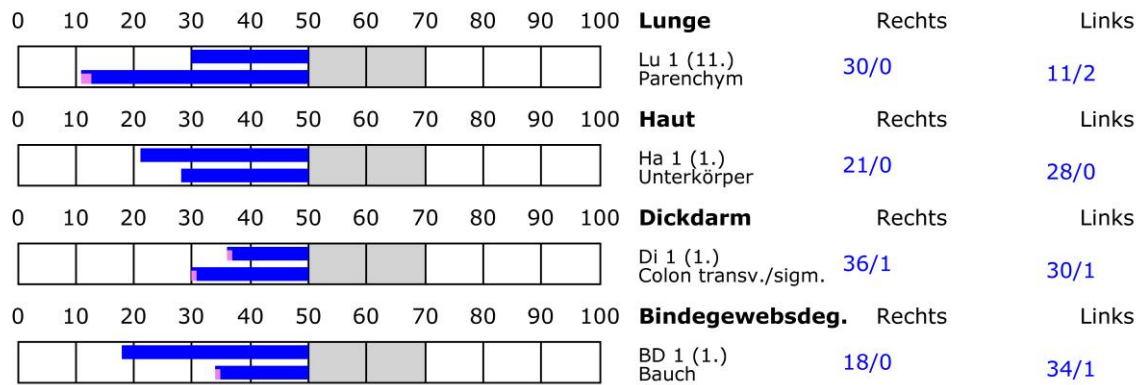 0 10 20 30 40 50 60 70 80 90 100 Lunge Rechts Links
Lu 1 (11.) 30/0 11/2
Parenchym
0 10 20 30 40 50 60 70 80 90 100 Haut Rechts Links
Ha 1 (1.) 21/0 28/0
Unterkörper
0 10 20 30 40 50 60 70 80 90 100 Dickdarm Rechts Links
Di 1 (1.) 36/1 30/1
Colon transv./sigm.
0 10 20 30 40 50 60 70 80 90 100 Bindegewebsdeg. Rechts Links
BD 1 (1.) 18/0 34/1
Bauch